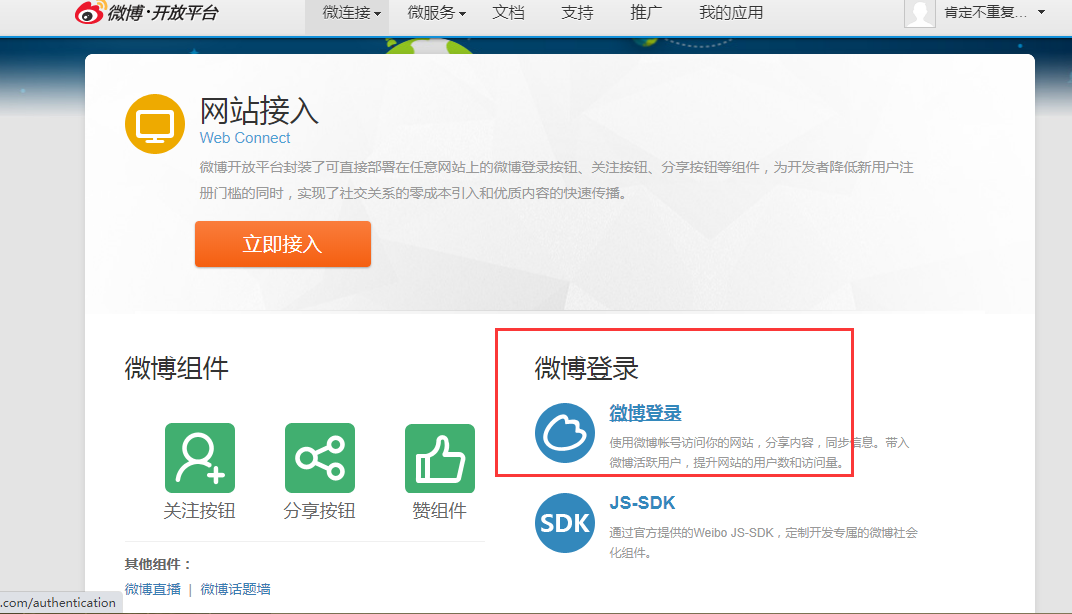 微博·开放平台 微连接 微服务 文档 支持 推广 我的应用 肯定不重复...
网站接入
Web Connect
微博开放平台封装了可直接部署在任意网站上的微博登录按钮、关注按钮、分享按钮等组件，为开发者降低新用户注
册门槛的同时，实现了社交关系的零成本引入和优质内容的快速传播。
立即接入
微博组件
关注按钮 分享按钮 赞组件
其他组件：
微博直播 | 微博话题墙
微博登录
微博登录
使用微博帐号访问你的网站，分享内容，同步信息。带入
微博活跃用户，提升网站的用户数和访问量。
SDK
JS-SDK
通过官方提供的Weibo JS-SDK，定制开发专属的微博社会
化组件。
.com/authentication